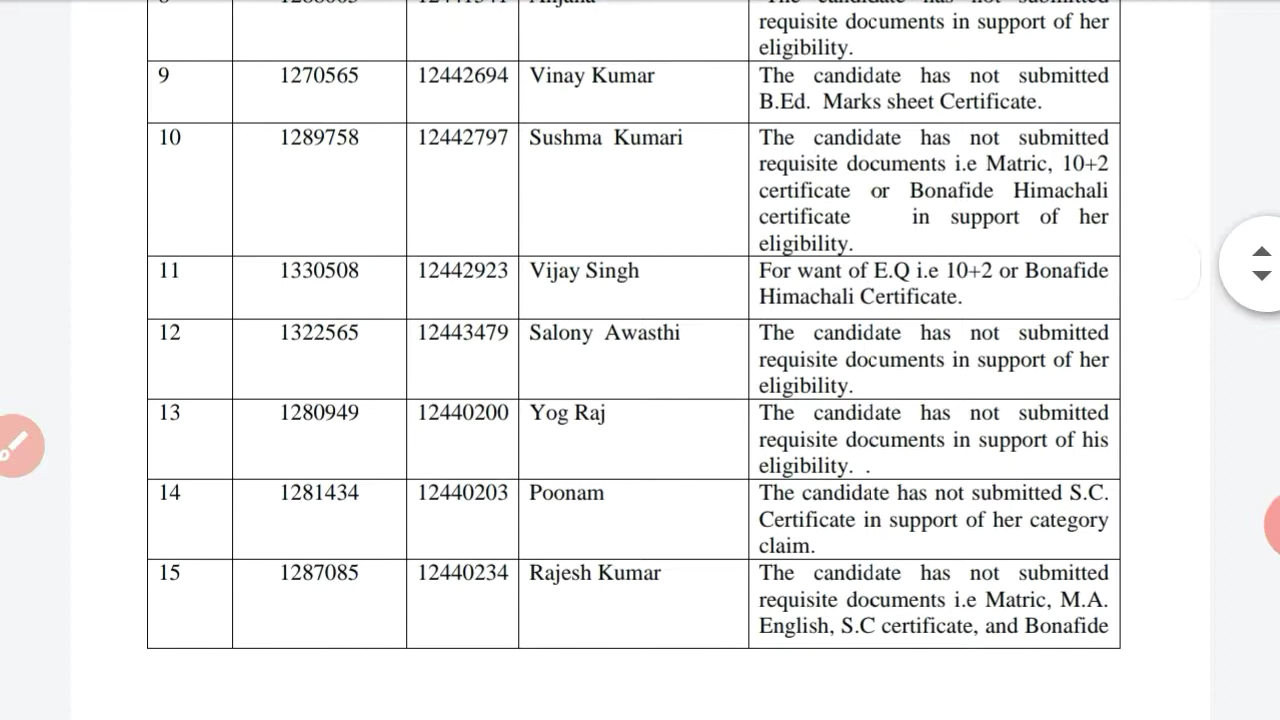 requisite documents in support of her
eligibility.
9 1270565 12442694 Vinay Kumar The candidate has not submitted
B.Ed. Marks sheet Certificate.
10 1289758 12442797 Sushma Kumari The candidate has not submitted
requisite documents i.e Matric, 10+2
certificate or Bonafide Himachali
certificate in support of her
eligibility.
11 1330508 12442923 Vijay Singh For want of E.Q i.e 10+2 or Bonafide
Himachali Certificate.
12 1322565 12443479 Salony Awasthi The candidate has not submitted
requisite documents in support of her
eligibility.
13 1280949 12440200 Yog Raj The candidate has not submitted
requisite documents in support of his
eligibility. .
14 1281434 12440203 Poonam The candidate has not submitted S.C.
Certificate in support of her category
claim.
15 1287085 12440234 Rajesh Kumar The candidate has not submitted
requisite documents i.e Matric, M.A.
English, S.C certificate, and Bonafide